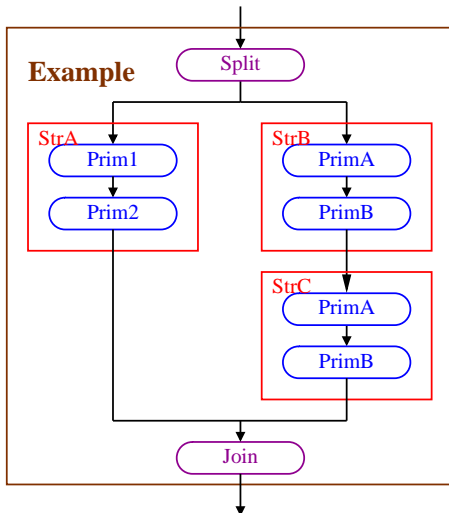 Split
Example
StrA
Prim1
Prim2
StrB
PrimA
PrimB
StrC
PrimA
PrimB
Join